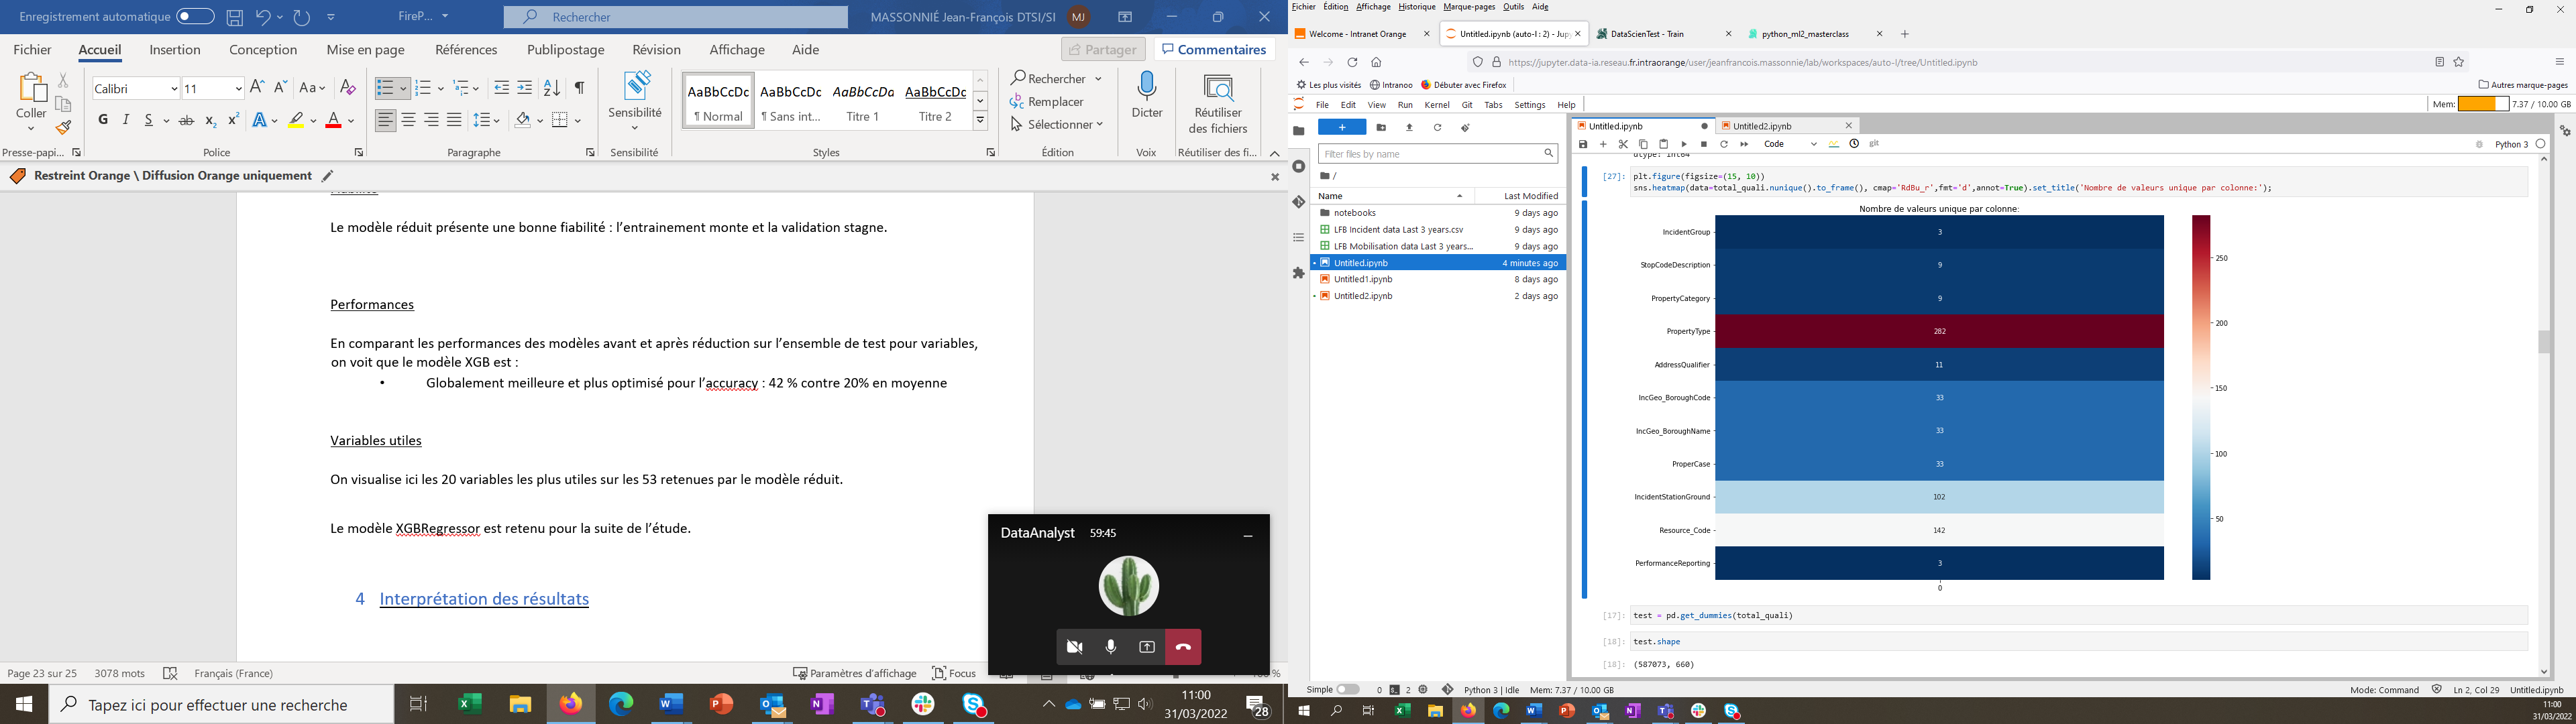 Enregistrement automatique
FireP...
Rechercher
MASSONNIÉ Jean-François DTSI/SI
MJ
Fichier Accueil Insertion Conception Mise en page Références Publipostage Révision Affichage Aide
Partager
Commentaires
Coller
Calibri
11
Aa
G I S ab x₂ x² A A
AaBbCcDc AaBbCcDc AaBbCcDa AaBbCcDc
¶ Normal ¶ Sans int... Titre 1 Titre 2
Rechercher
Remplacer
Sélectionner
Sensibilité
Dicter
Réutiliser des fichiers
Presse-papi... Police Paragraphe Sensibilité Styles Édition Voix Réutiliser des fi...
Restreint Orange \ Diffusion Orange uniquement
Le modèle réduit présente une bonne fiabilité : l’entrainement monte et la validation stagne.
Performances
En comparant les performances des modèles avant et après réduction sur l’ensemble de test pour variables,
on voit que le modèle XGB est :
• Globalement meilleure et plus optimisé pour l’accuracy : 42 % contre 20% en moyenne
Variables utiles
On visualise ici les 20 variables les plus utiles sur les 53 retenues par le modèle réduit.
Le modèle XGBRegressor est retenu pour la suite de l’étude.
4 Interprétation des résultats
DataAnalyst 59:45
Page 23 sur 25 3078 mots Français (France) Paramètres d’affichage Focus
Tapez ici pour effectuer une recherche
11:00
31/03/2022
28
Fichier Édition Affichage Historique Marque-pages Outils Aide
Welcome - Intranet Orange
Untitled.ipynb (auto-l : 2) - Jupy
DataScienTest - Train
python_ml2_masterclass
https://jupyter.data-ia.reseau.fr.intraorange/user/jeanfrancois.massonnie/lab/workspaces/auto-l/tree/Untitled.ipynb
Les plus visités Intranoo Débuter avec Firefox
Autres marque-pages
File Edit View Run Kernel Git Tabs Settings Help
Mem: 7.37 / 10.00 GB
Filter files by name
/
Name Last Modified
notebooks 9 days ago
LFB Incident data Last 3 years.csv 9 days ago
LFB Mobilisation data Last 3 years... 9 days ago
Untitled.ipynb 4 minutes ago
Untitled1.ipynb 8 days ago
Untitled2.ipynb 2 days ago
Untitled.ipynb Untitled2.ipynb
Code
git
Python 3
dtype: int64
[27]: plt.figure(figsize=(15, 10))
sns.heatmap(data=total_quali.nunique().to_frame(), cmap='RdBu_r',fmt='d',annot=True).set_title('Nombre de valeurs unique par colonne:');
Nombre de valeurs unique par colonne:
IncidentGroup 3
StopCodeDescription 9
PropertyCategory 9
PropertyType 282
AddressQualifier 11
IncGeo_BoroughCode 33
IncGeo_BoroughName 33
ProperCase 33
IncidentStationGround 102
Resource_Code 142
PerformanceReporting 3
0
250
200
150
100
50
[17]: test = pd.get_dummies(total_quali)
[18]: test.shape
[18]: (587073, 660)
Simple 0 2 Python 3 | Idle Mem: 7.37 / 10.00 GB
Mode: Command Ln 2, Col 29 Untitled.ipynb
11:00
31/03/2022